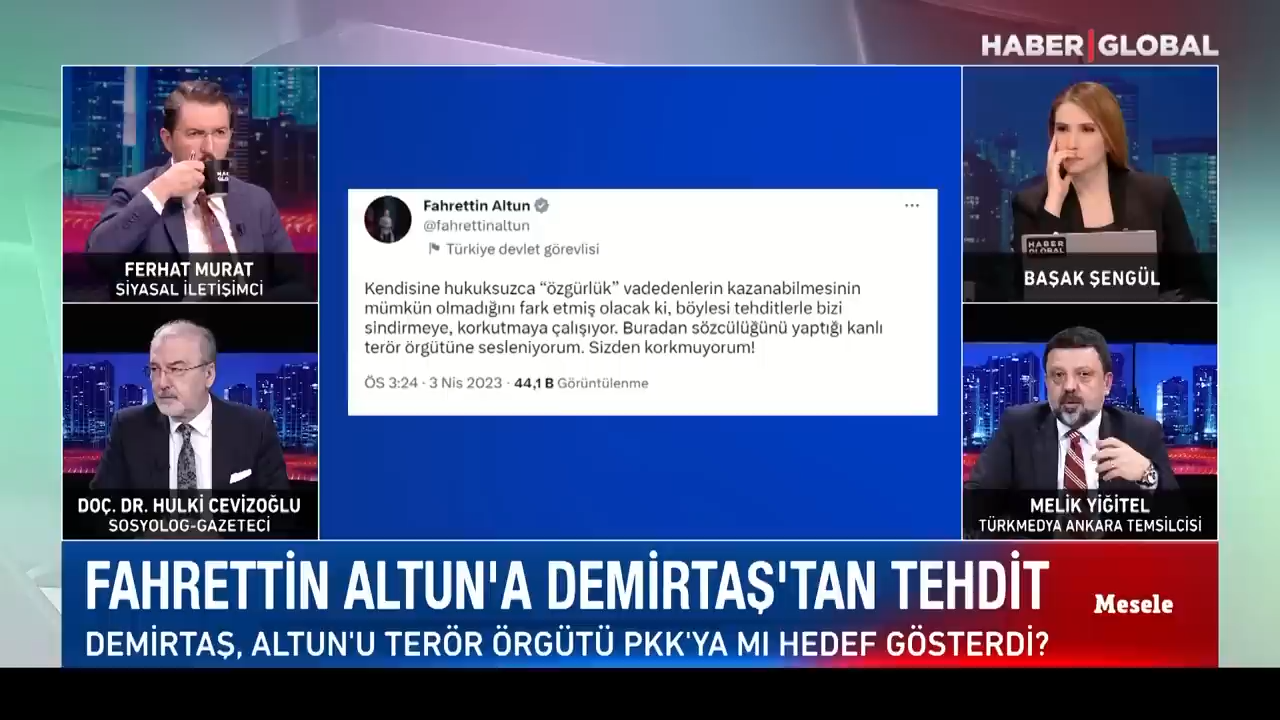 HABER GLOBAL
Fahrettin Altun
@fahrettinaltun
Türkiye devlet görevlisi
Kendisine hukuksuzca “özgürlük” vadedenlerin kazanabilmesinin
mümkün olmadığını fark etmiş olacak ki, böylesi tehditlerle bizi
sindirmeye, korkutmaya çalışıyor. Buradan sözcülüğünü yaptığı kanlı
terör örgütüne sesleniyorum. Sizden korkmuyorum!
ÖS 3:24 · 3 Nis 2023 · 44,1 B Görüntülenme
FERHAT MURAT
SİYASAL İLETİŞİMCİ
HABER
GLOBAL
BAŞAK ŞENGÜL
DOÇ. DR. HULKİ CEVİZOĞLU
SOSYOLOG-GAZETECİ
MELİK YİĞİTEL
TÜRKMEDYA ANKARA TEMSİLCİSİ
FAHRETTİN ALTUN'A DEMİRTAŞ'TAN TEHDİT
DEMİRTAŞ, ALTUN'U TERÖR ÖRGÜTÜ PKK'YA MI HEDEF GÖSTERDİ?
Mesele